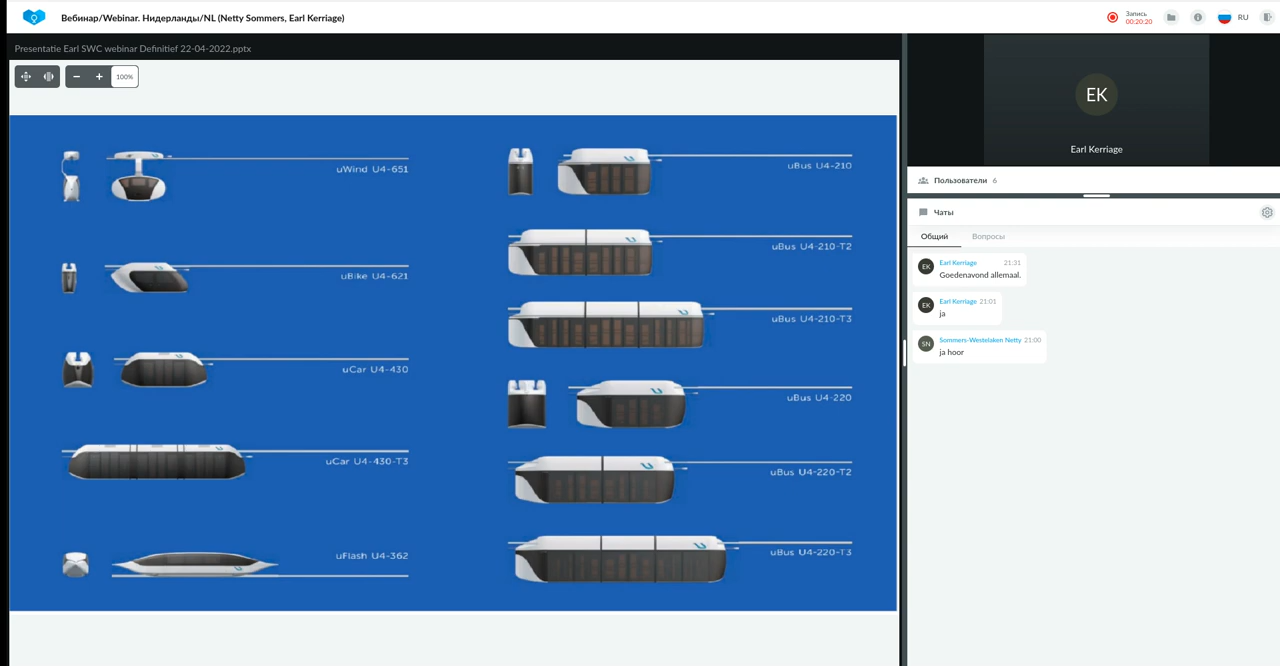 Вебинар/Webinar. Нидерланды/NL (Netty Sommers, Earl Kerriage)
Запись
00:20:20
RU
Presentatie Earl SWC webinar Definitief 22-04-2022.pptx
100%
uWind U4-651
uBike U4-621
uCar U4-430
uCar U4-430-T3
uFlash U4-362
uBus U4-210
uBus U4-210-T2
uBus U4-210-T3
uBus U4-220
uBus U4-220-T2
uBus U4-220-T3
EK
Earl Kerriage
Пользователи 6
Чаты
Общий Вопросы
EK Earl Kerriage 21:31
Goedenavond allemaal.
EK Earl Kerriage 21:01
ja
SN Sommers-Westelaken Netty 21:00
ja hoor